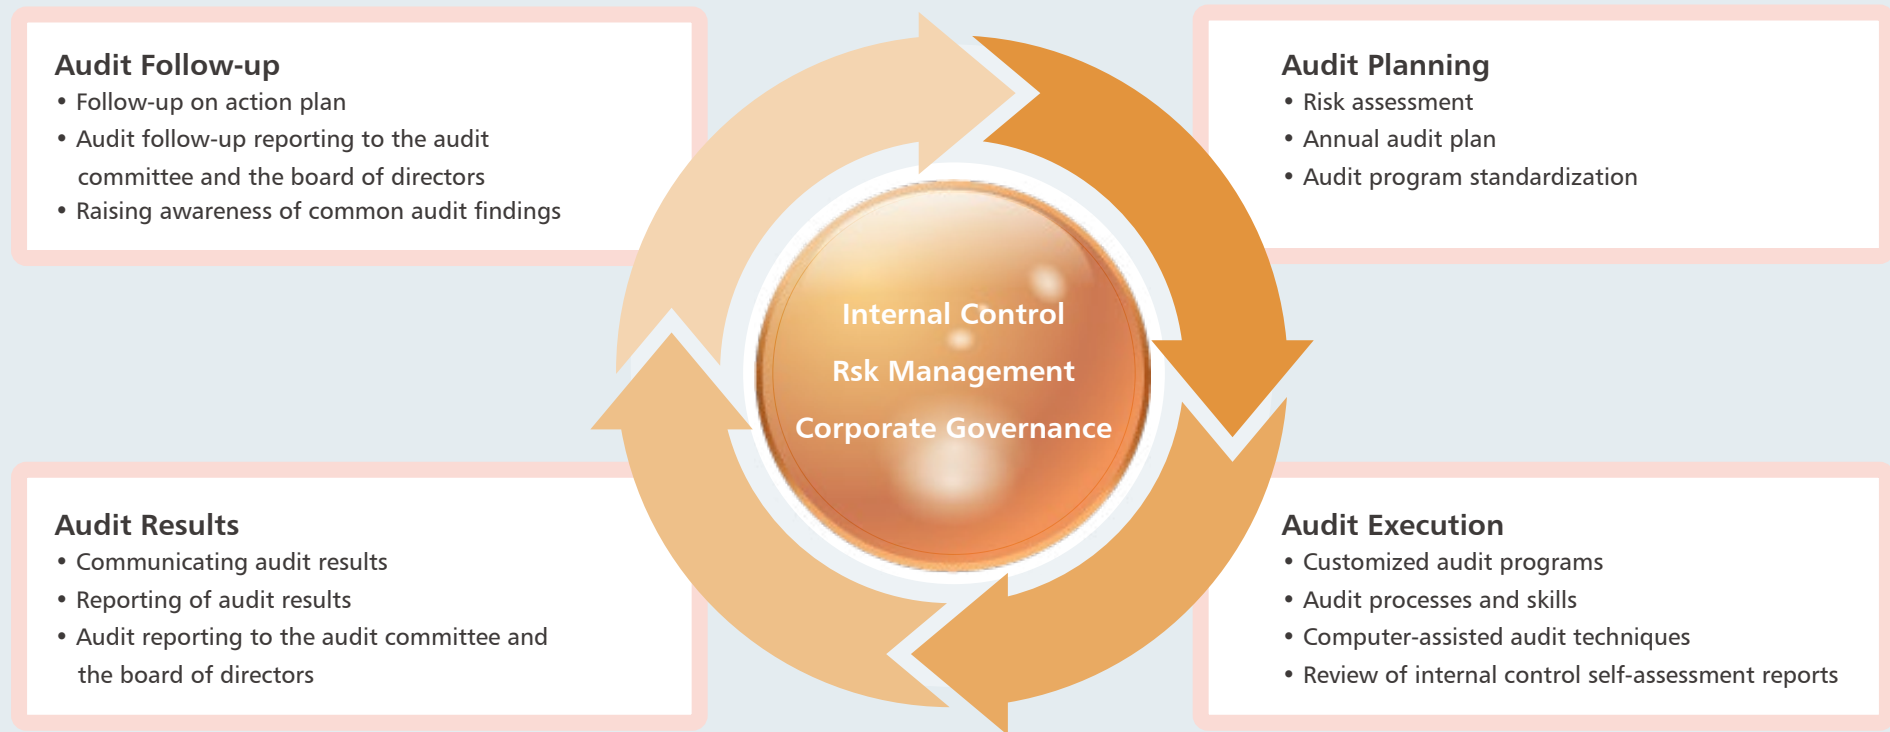 Audit Follow-up
• Follow-up on action plan
• Audit follow-up reporting to the audit
committee and the board of directors
• Raising awareness of common audit findings
Audit Planning
• Risk assessment
• Annual audit plan
• Audit program standardization
Internal Control
Rsk Management
Corporate Governance
Audit Results
• Communicating audit results
• Reporting of audit results
• Audit reporting to the audit committee and
the board of directors
Audit Execution
• Customized audit programs
• Audit processes and skills
• Computer-assisted audit techniques
• Review of internal control self-assessment reports